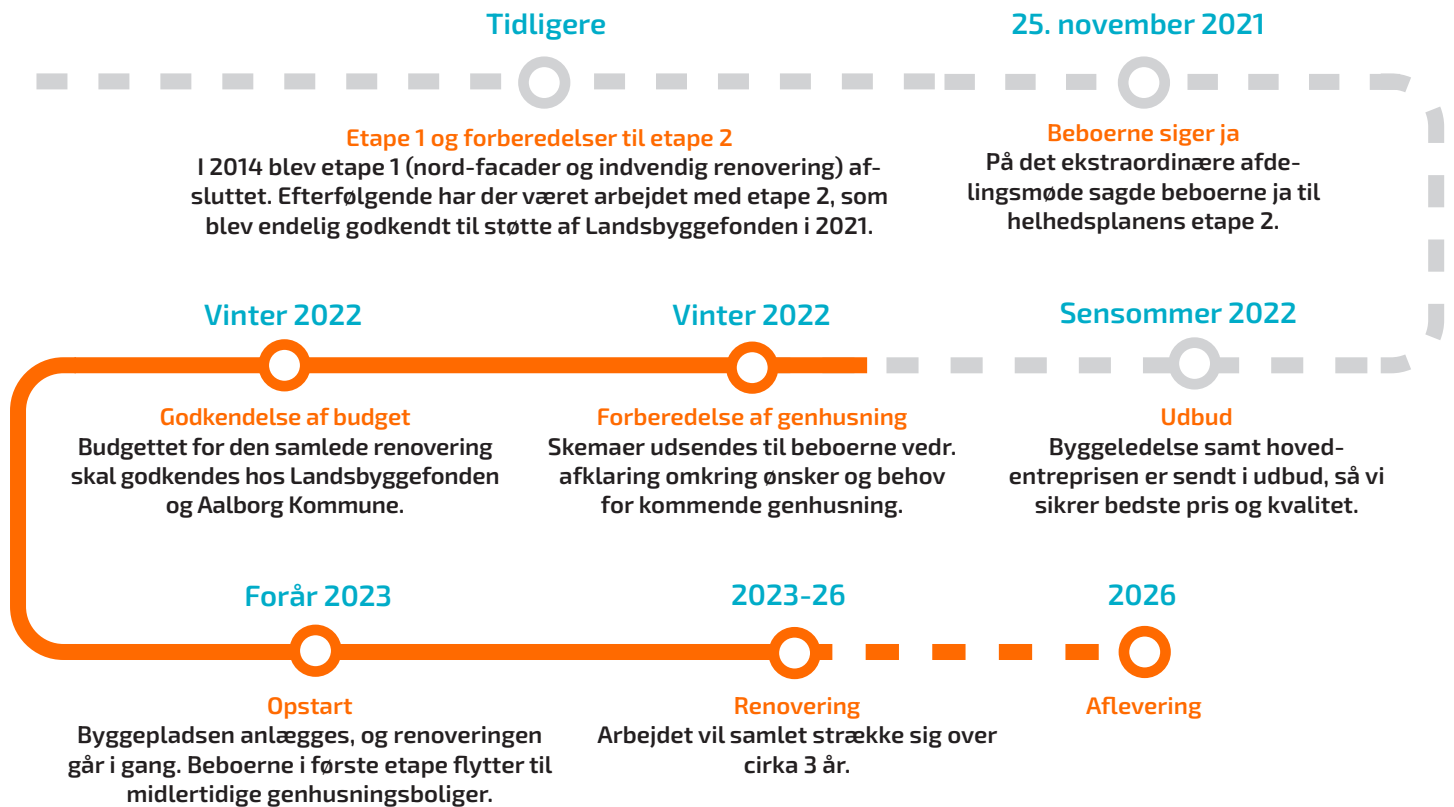 Tidligere
Etape 1 og forberedelser til etape 2
I 2014 blev etape 1 (nord-facader og indvendig renovering) af-
sluttet. Efterfølgende har der været arbejdet med etape 2, som
blev endelig godkendt til støtte af Landsbyggefonden i 2021.
25. november 2021
Beboerne siger ja
På det ekstraordinære afde-
lingsmøde sagde beboerne ja til
helhedsplanens etape 2.
Sensommer 2022
Udbud
Byggeledelse samt hoved-
entreprisen er sendt i udbud, så vi
sikrer bedste pris og kvalitet.
Vinter 2022
Forberedelse af genhusning
Skemaer udsendes til beboerne vedr.
afklaring omkring ønsker og behov
for kommende genhusning.
Vinter 2022
Godkendelse af budget
Budgettet for den samlede renovering
skal godkendes hos Landsbyggefonden
og Aalborg Kommune.
Forår 2023
Opstart
Byggepladsen anlægges, og renoveringen
går i gang. Beboerne i første etape flytter til
midlertidige genhusningsboliger.
2023-26
Renovering
Arbejdet vil samlet strække sig over
cirka 3 år.
2026
Aflevering